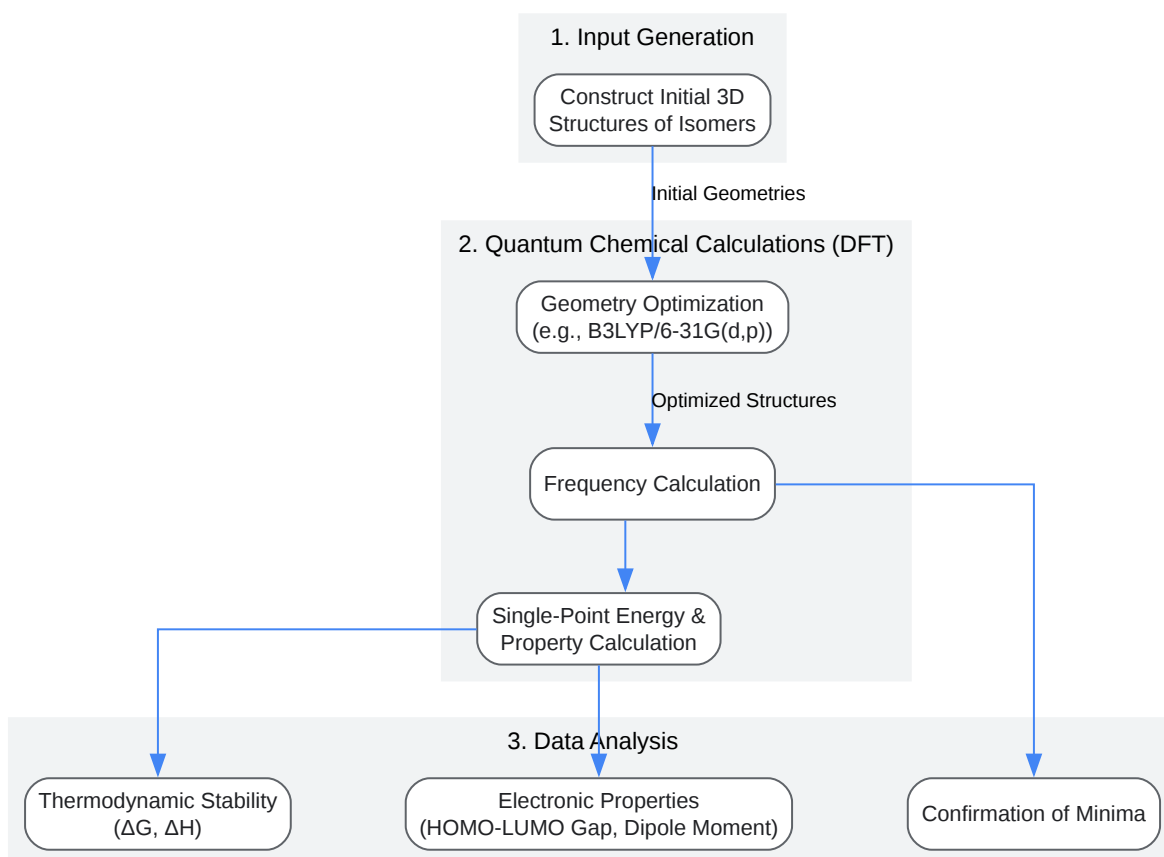 1. Input Generation
Construct Initial 3D
Structures of Isomers
Initial Geometries
2. Quantum Chemical Calculations (DFT)
Geometry Optimization
(e.g., B3LYP/6-31G(d,p))
Optimized Structures
Frequency Calculation
Single-Point Energy &
Property Calculation
3. Data Analysis
Thermodynamic Stability
(ΔG, ΔH)
Electronic Properties
(HOMO-LUMO Gap, Dipole Moment)
Confirmation of Minima